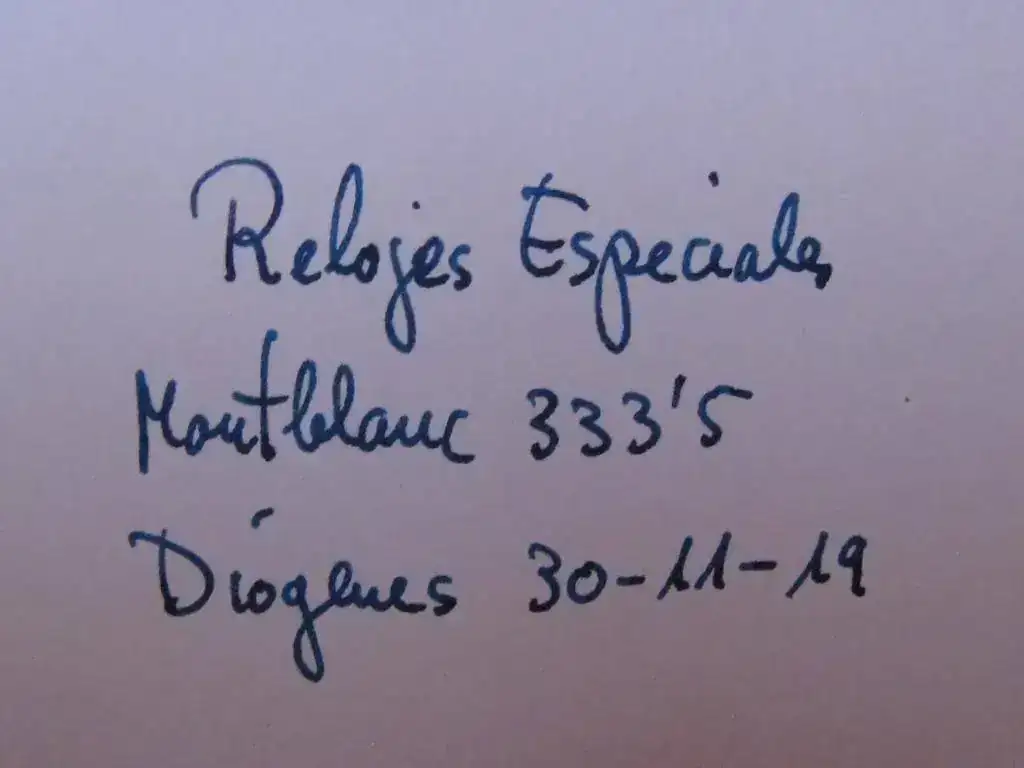 Relojes Especiales
Montblanc 333'5
Diógenes 30-11-19